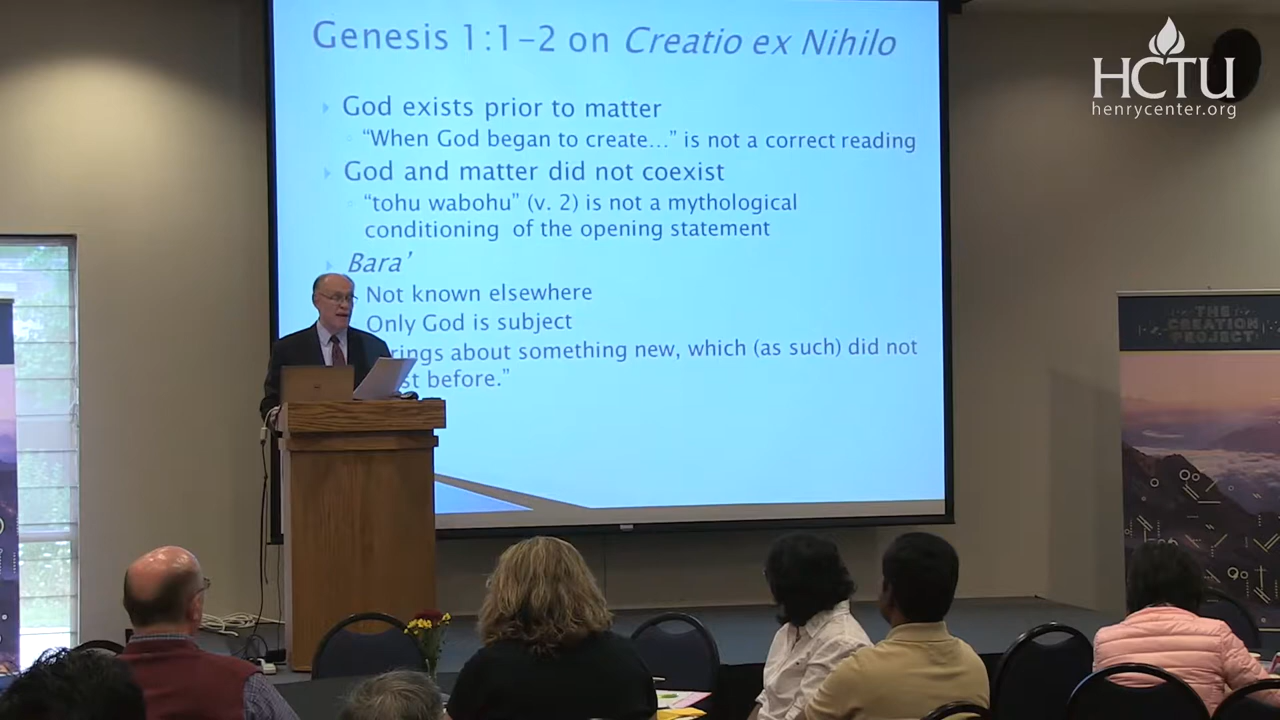 Genesis 1:1-2 on Creatio ex Nihilo
HCTU
henrycenter.org
God exists prior to matter
"When God began to create..." is not a correct reading
God and matter did not coexist
"tohu wabohu" (v. 2) is not a mythological
conditioning of the opening statement
Bara'
Not known elsewhere
Only God is subject
rings about something new, which (as such) did not
st before."
THE
CREATION
PROJECT